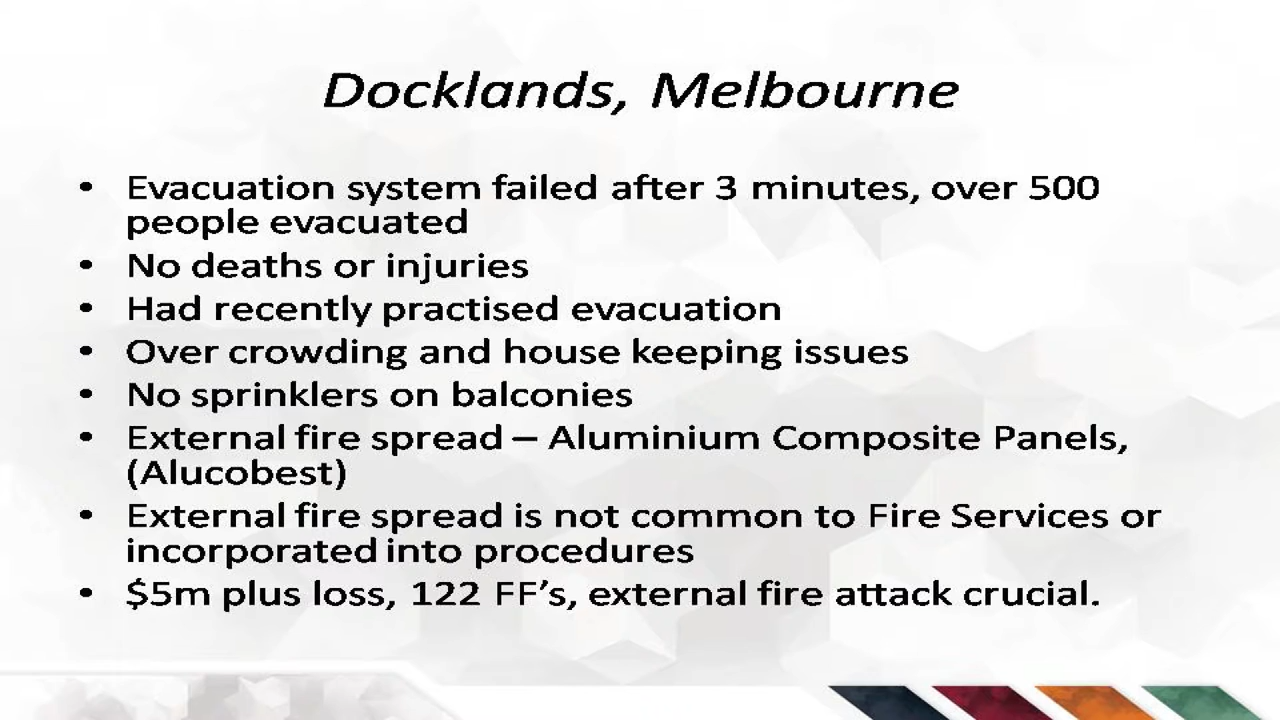 Docklands, Melbourne
• Evacuation system failed after 3 minutes, over 500
people evacuated
• No deaths or injuries
• Had recently practised evacuation
• Over crowding and house keeping issues
• No sprinklers on balconies
• External fire spread – Aluminium Composite Panels,
(Alucobest)
• External fire spread is not common to Fire Services or
incorporated into procedures
• $5m plus loss, 122 FF’s, external fire attack crucial.